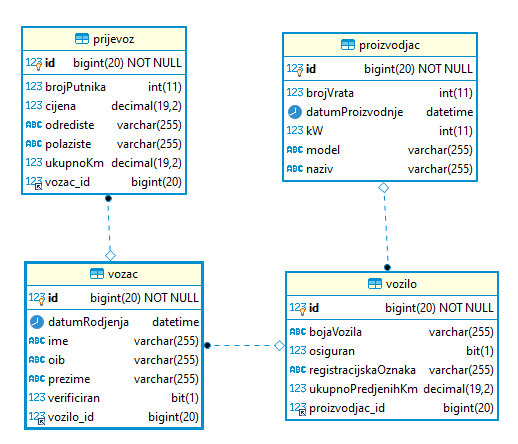 prijevoz
123 id bigint(20) NOT NULL
123 brojPutnika int(11)
123 cijena decimal(19,2)
ABC odrediste varchar(255)
ABC polaziste varchar(255)
123 ukupnoKm decimal(19,2)
123 vozac_id bigint(20)
proizvodjac
123 id bigint(20) NOT NULL
123 brojVrata int(11)
datumProizvodnje datetime
123 kW int(11)
ABC model varchar(255)
ABC naziv varchar(255)
vozac
123 id bigint(20) NOT NULL
datumRodjenja datetime
ABC ime varchar(255)
ABC oib varchar(255)
ABC prezime varchar(255)
123 verificiran bit(1)
123 vozilo_id bigint(20)
vozilo
123 id bigint(20) NOT NULL
ABC bojaVozila varchar(255)
123 osiguran bit(1)
ABC registracijskaOznaka varchar(255)
123 ukupnoPredjenihKm decimal(19,2)
123 proizvodjac_id bigint(20)